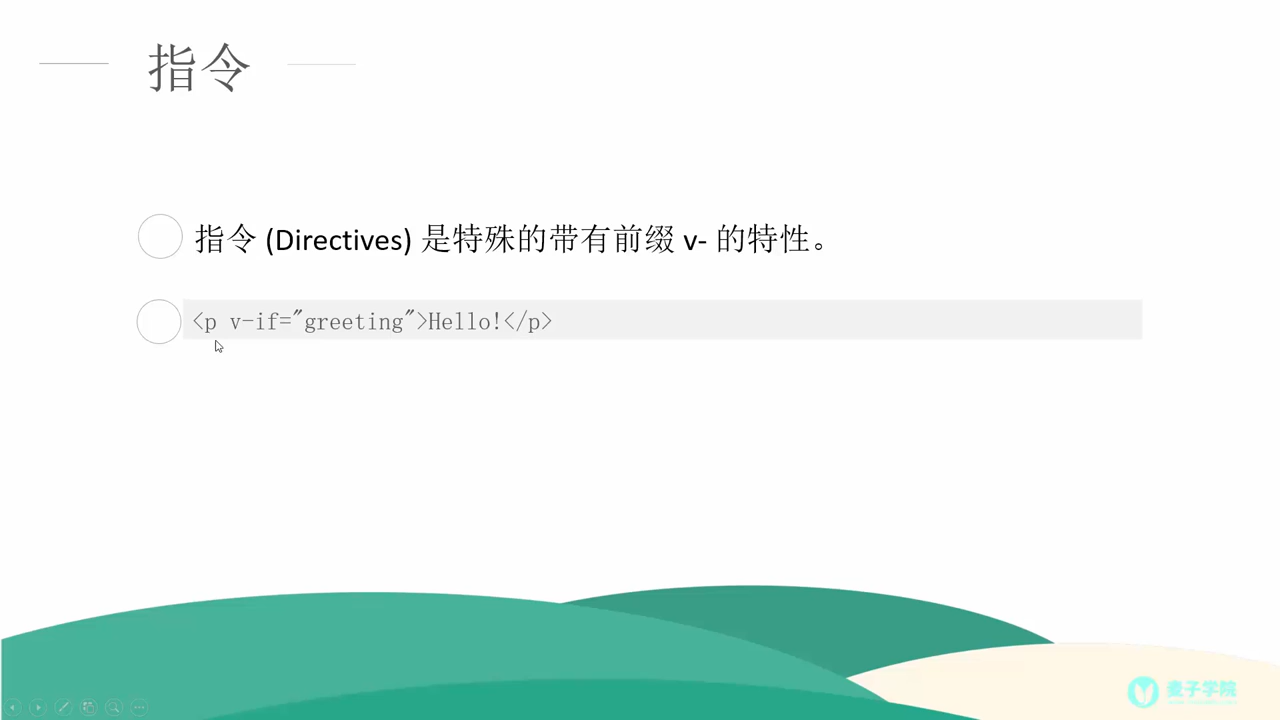 指令
指令 (Directives) 是特殊的带有前缀 v- 的特性。
<p v-if="greeting">Hello!</p>
麦子学院